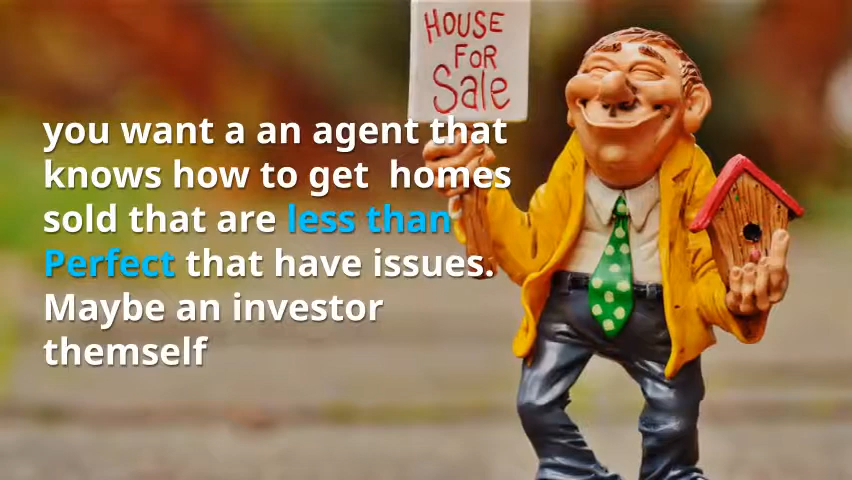 HOUSE
FOR
Sale
you want a an agent that
knows how to get  homes
sold that are less than
Perfect that have issues.
Maybe an investor
themself